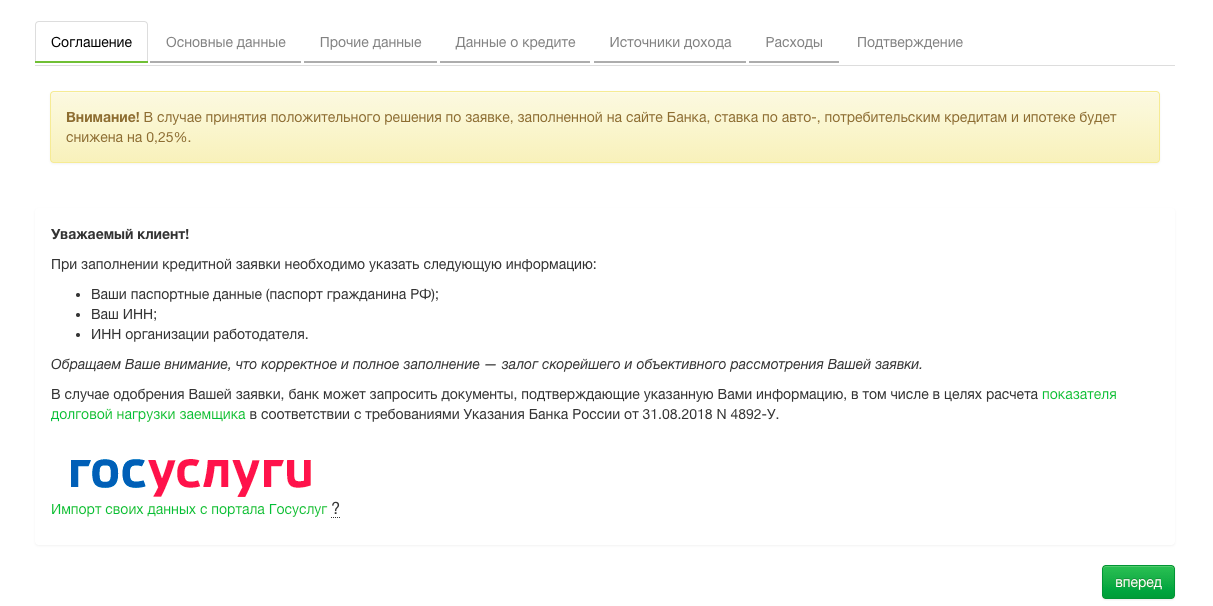 Соглашение Основные данные Прочие данные Данные о кредите Источники дохода Расходы Подтверждение
Внимание! В случае принятия положительного решения по заявке, заполненной на сайте Банка, ставка по авто-, потребительским кредитам и ипотеке будет
снижена на 0,25%.
Уважаемый клиент!
При заполнении кредитной заявки необходимо указать следующую информацию:
• Ваши паспортные данные (паспорт гражданина РФ);
• Ваш ИНН;
• ИНН организации работодателя.
Обращаем Ваше внимание, что корректное и полное заполнение — залог скорейшего и объективного рассмотрения Вашей заявки.
В случае одобрения Вашей заявки, банк может запросить документы, подтверждающие указанную Вами информацию, в том числе в целях расчета показателя
долговой нагрузки заемщика в соответствии с требованиями Указания Банка России от 31.08.2018 N 4892-У.
госуслуги
Импорт своих данных с портала Госуслуг ?
вперед